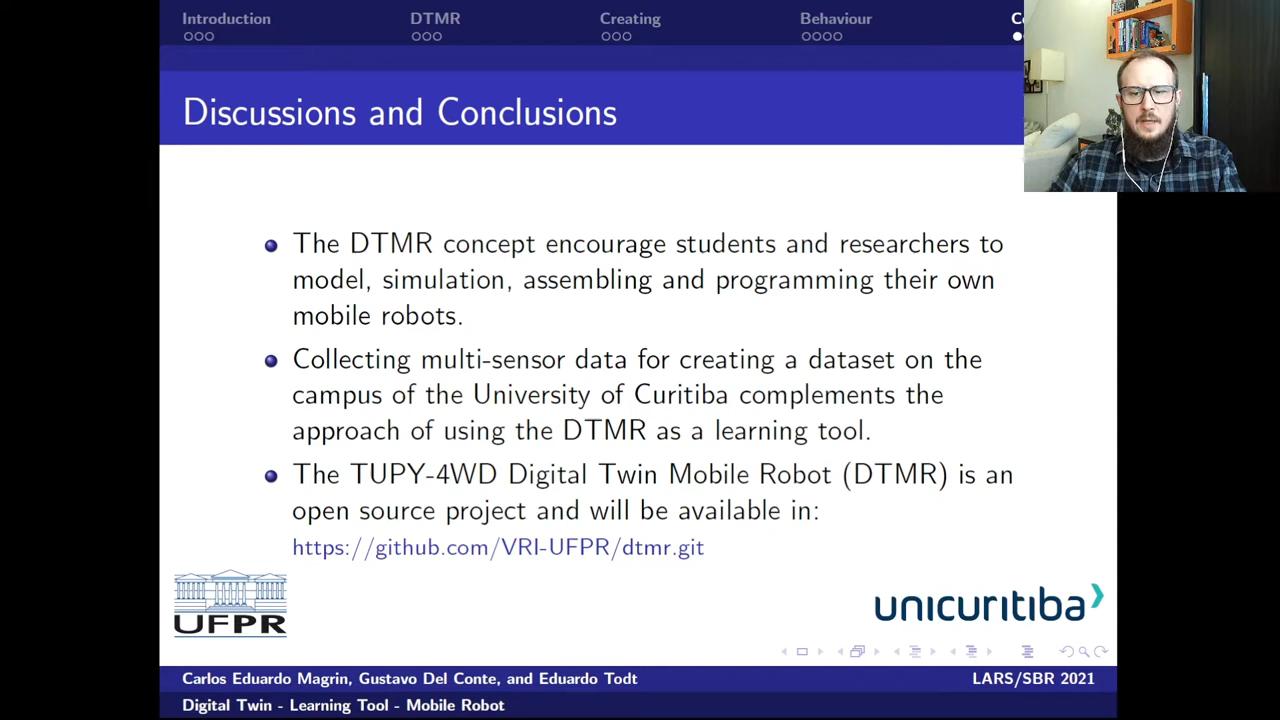 Introduction
DTMR
Creating
Behaviour
Discussions and Conclusions
The DTMR concept encourage students and researchers to
model, simulation, assembling and programming their own
mobile robots.
Collecting multi-sensor data for creating a dataset on the
campus of the University of Curitiba complements the
approach of using the DTMR as a learning tool.
The TUPY-4WD Digital Twin Mobile Robot (DTMR) is an
open source project and will be available in:
https://github.com/VRI-UFPR/dtmr.git
UFPR
unicuritiba
Carlos Eduardo Magrin, Gustavo Del Conte, and Eduardo Todt
LARS/SBR 2021
Digital Twin - Learning Tool - Mobile Robot